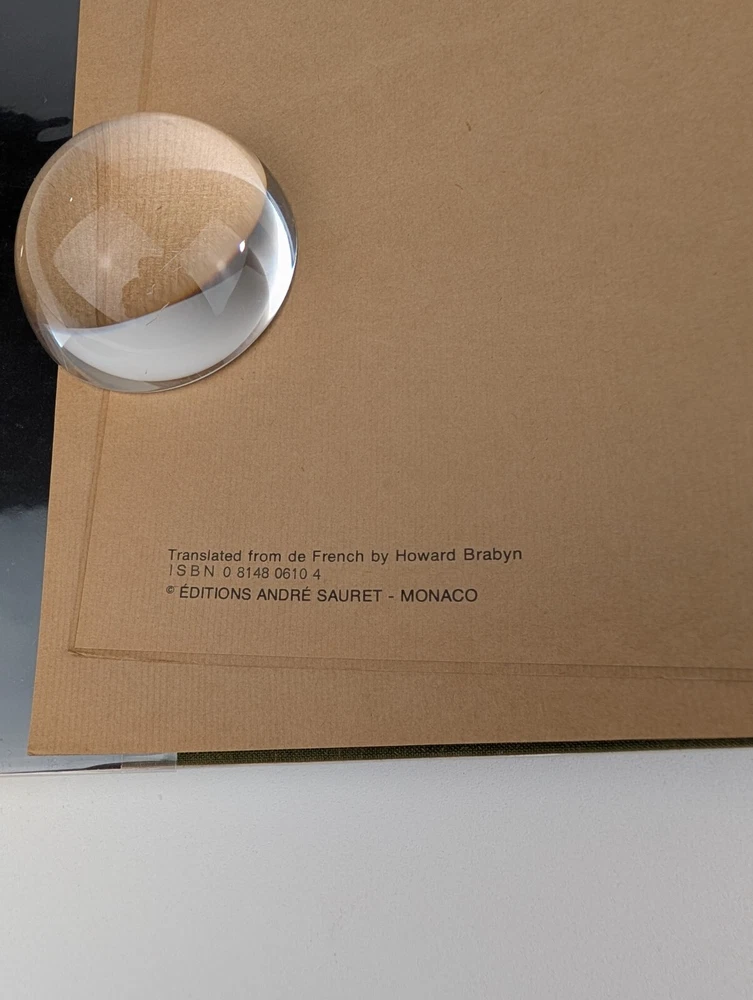 Translated from de French by Howard Brabyn
ISBN 0 8148 0610 4
© ÉDITIONS ANDRÉ SAURET - MONACO